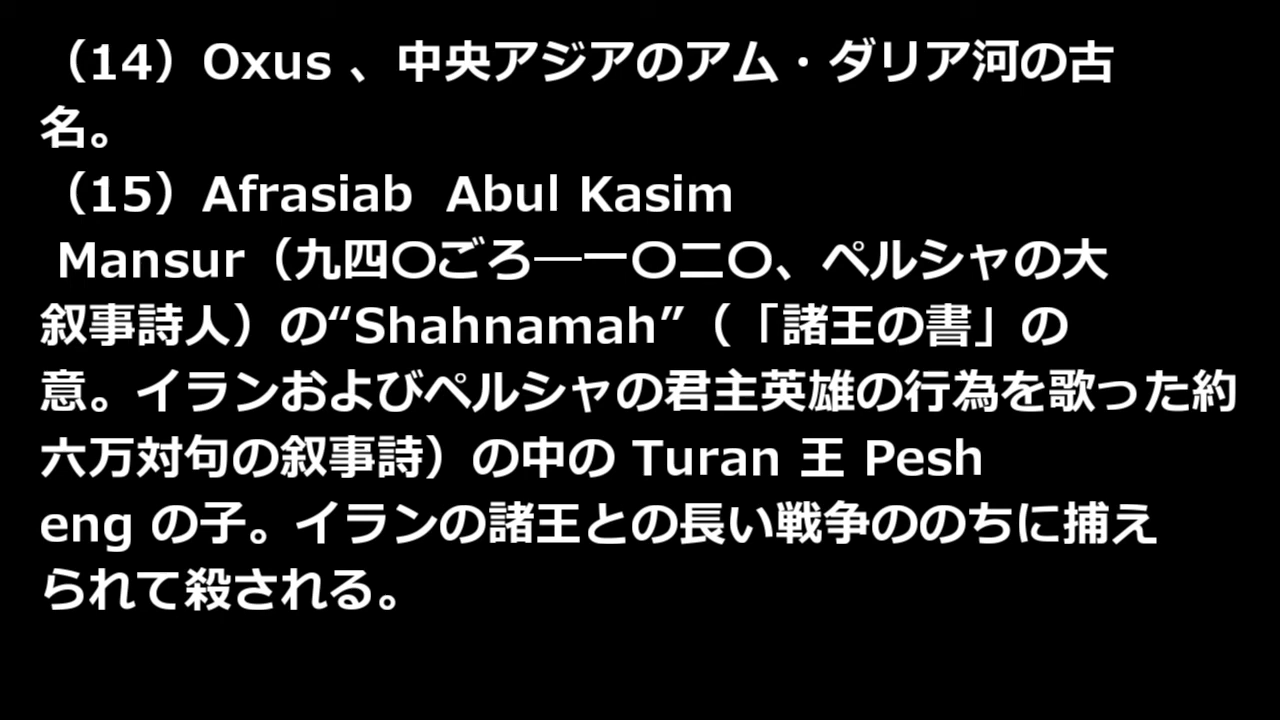 （14）Oxus 、中央アジアのアム・ダリア河の古
名。
（15）Afrasiab  Abul Kasim
Mansur（九四〇ごろ―一〇二〇、ペルシャの大
叙事詩人）の“Shahnamah”（「諸王の書」の
意。イランおよびペルシャの君主英雄の行為を歌った約
六万対句の叙事詩）の中の Turan 王 Pesh
eng の子。イランの諸王との長い戦争ののちに捕え
られて殺される。